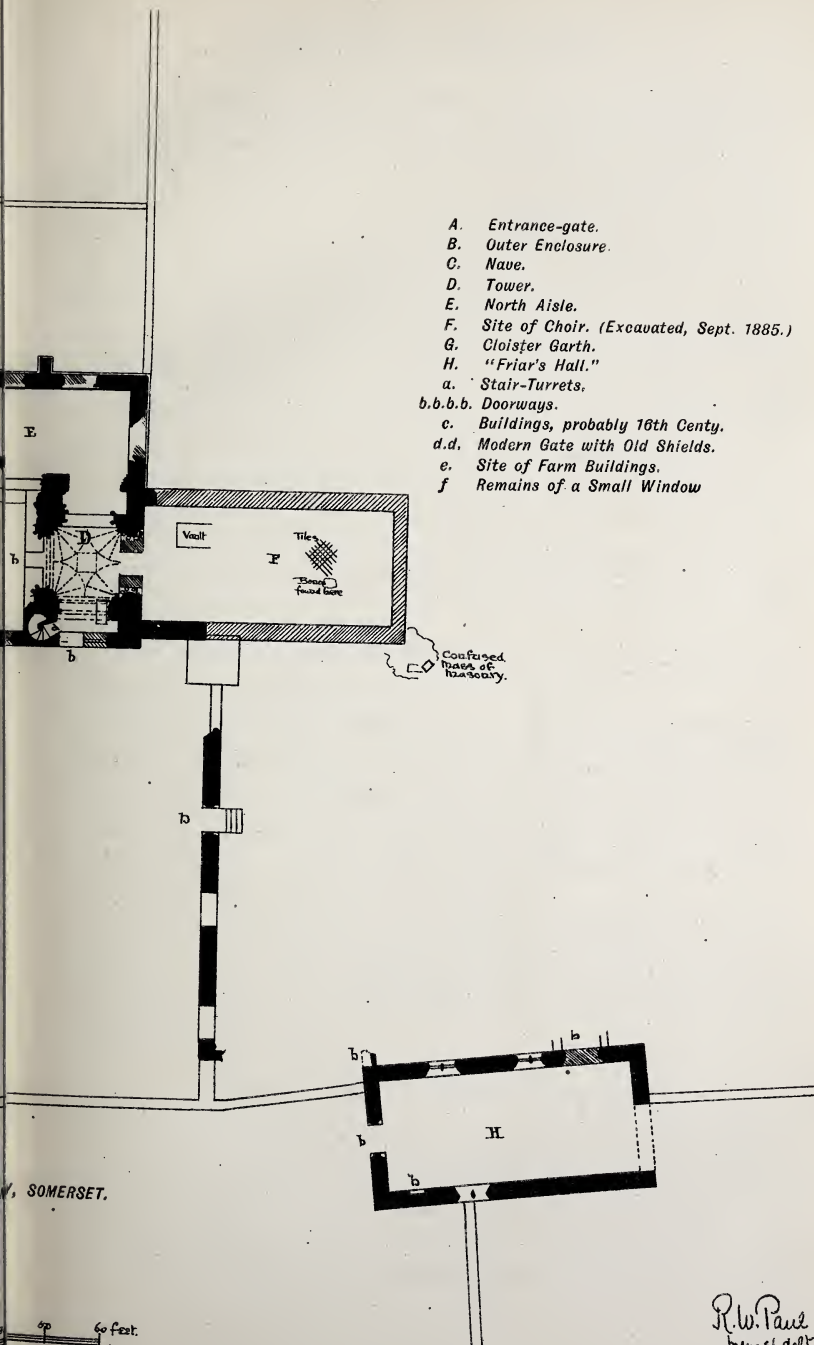 A. Entrance-gate.
B. Outer Enclosure.
C. Nave.
D. Tower.
E. North Aisle.
F. Site of Choir. (Excavated, Sept. 1885.)
G. Cloister Garth.
H. "Friar's Hall."
a. Stair-Turrets,
b.b.b.b. Doorways.
c. Buildings, probably 16th Centy.
d.d. Modern Gate with Old Shields.
e. Site of Farm Buildings.
f Remains of a Small Window
E
D
b
Vault
F
Tiles
found here
b
Confused
mass of
masonry.
b
b
b
b
H
b
, SOMERSET.
60 feet.
R.W. Paul